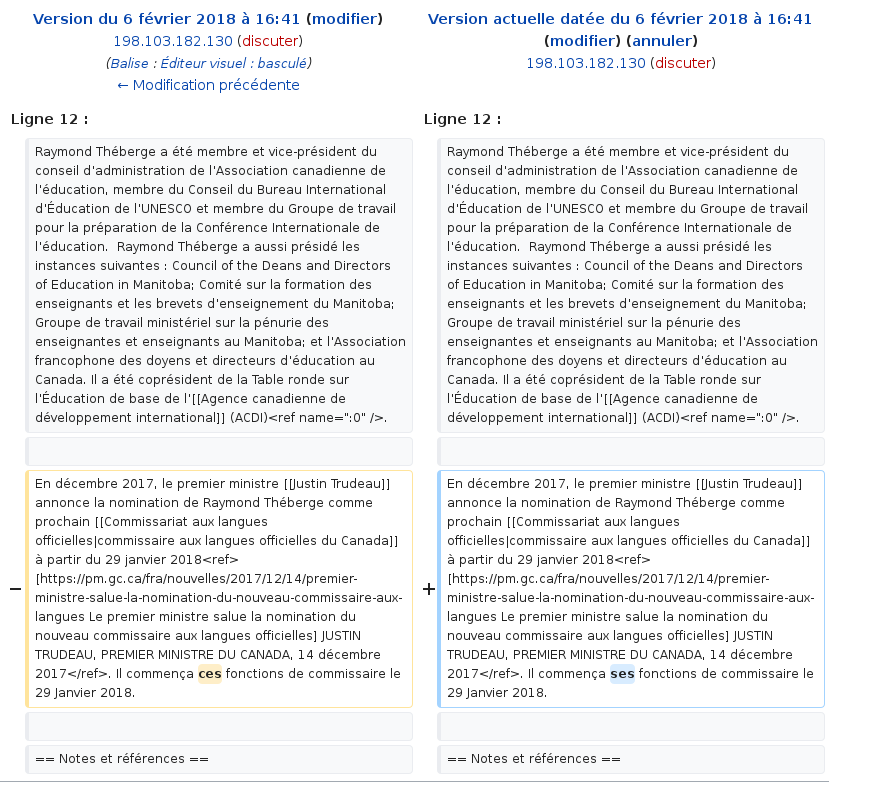 Version du 6 février 2018 à 16:41 (modifier)
198.103.182.130 (discuter)
(Balise : Éditeur visuel : basculé)
← Modification précédente
Version actuelle datée du 6 février 2018 à 16:41
(modifier) (annuler)
198.103.182.130 (discuter)
Ligne 12 :
Raymond Théberge a été membre et vice-président du
conseil d'administration de l'Association canadienne de
l'éducation, membre du Conseil du Bureau International
d'Éducation de l'UNESCO et membre du Groupe de travail
pour la préparation de la Conférence Internationale de
l'éducation.  Raymond Théberge a aussi présidé les
instances suivantes : Council of the Deans and Directors
of Education in Manitoba; Comité sur la formation des
enseignants et les brevets d'enseignement du Manitoba;
Groupe de travail ministériel sur la pénurie des
enseignantes et enseignants au Manitoba; et l'Association
francophone des doyens et directeurs d'éducation au
Canada. Il a été coprésident de la Table ronde sur
l'Éducation de base de l'[[Agence canadienne de
développement international]] (ACDI)<ref name=":0" />.
Ligne 12 :
Raymond Théberge a été membre et vice-président du
conseil d'administration de l'Association canadienne de
l'éducation, membre du Conseil du Bureau International
d'Éducation de l'UNESCO et membre du Groupe de travail
pour la préparation de la Conférence Internationale de
l'éducation.  Raymond Théberge a aussi présidé les
instances suivantes : Council of the Deans and Directors
of Education in Manitoba; Comité sur la formation des
enseignants et les brevets d'enseignement du Manitoba;
Groupe de travail ministériel sur la pénurie des
enseignantes et enseignants au Manitoba; et l'Association
francophone des doyens et directeurs d'éducation au
Canada. Il a été coprésident de la Table ronde sur
l'Éducation de base de l'[[Agence canadienne de
développement international]] (ACDI)<ref name=":0" />.
−
En décembre 2017, le premier ministre [[Justin Trudeau]]
annonce la nomination de Raymond Théberge comme
prochain [[Commissariat aux langues
officielles|commissaire aux langues officielles du Canada]]
à partir du 29 janvier 2018<ref>
[https://pm.gc.ca/fra/nouvelles/2017/12/14/premier-
ministre-salue-la-nomination-du-nouveau-commissaire-aux-
langues Le premier ministre salue la nomination du
nouveau commissaire aux langues officielles] JUSTIN
TRUDEAU, PREMIER MINISTRE DU CANADA, 14 décembre
2017</ref>. Il commença ces fonctions de commissaire le
29 Janvier 2018.
+
En décembre 2017, le premier ministre [[Justin Trudeau]]
annonce la nomination de Raymond Théberge comme
prochain [[Commissariat aux langues
officielles|commissaire aux langues officielles du Canada]]
à partir du 29 janvier 2018<ref>
[https://pm.gc.ca/fra/nouvelles/2017/12/14/premier-
ministre-salue-la-nomination-du-nouveau-commissaire-aux-
langues Le premier ministre salue la nomination du
nouveau commissaire aux langues officielles] JUSTIN
TRUDEAU, PREMIER MINISTRE DU CANADA, 14 décembre
2017</ref>. Il commença ses fonctions de commissaire le
29 Janvier 2018.
== Notes et références ==
== Notes et références ==